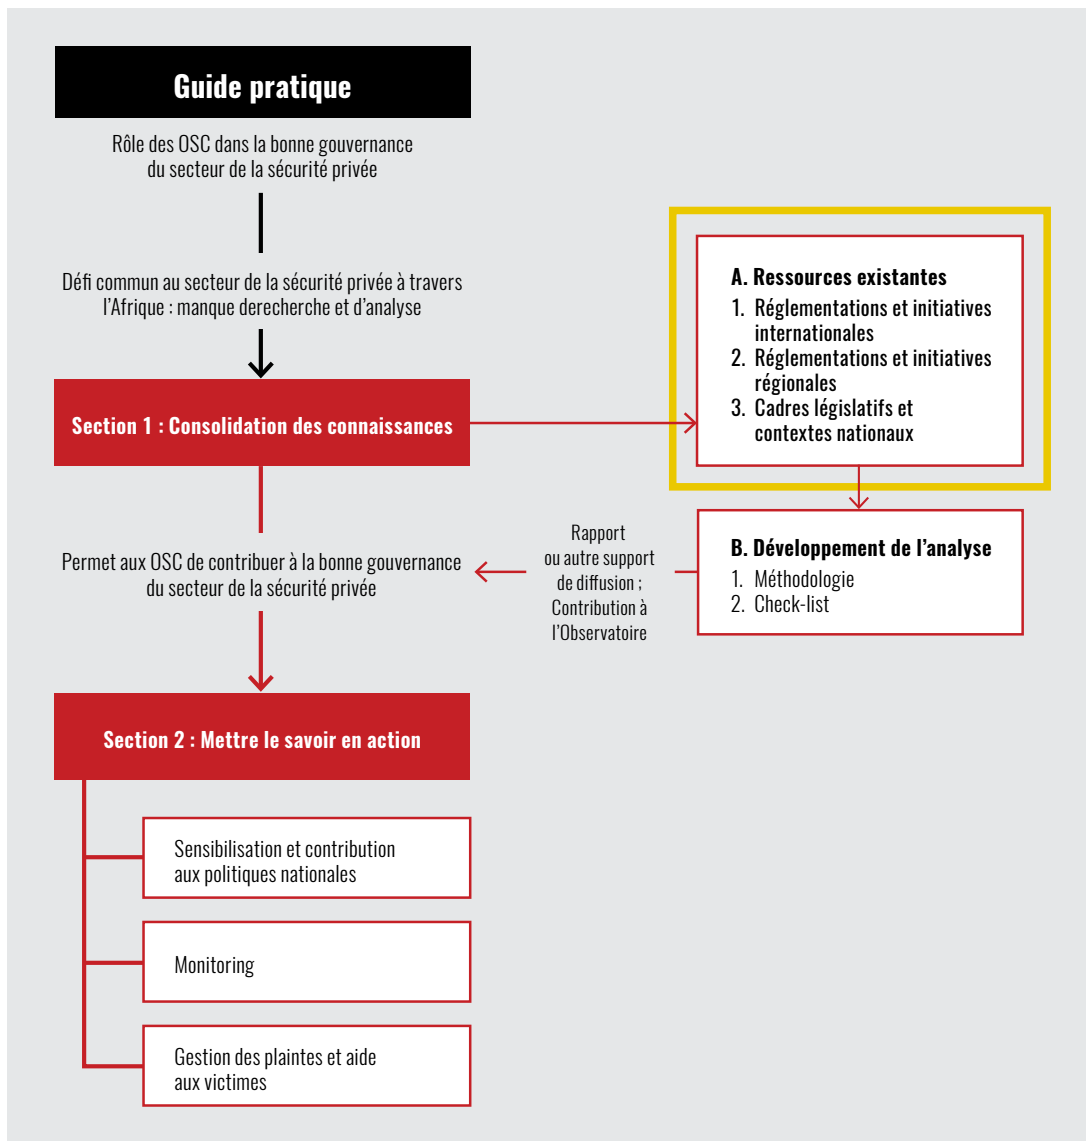 Guide pratique
Rôle des OSC dans la bonne gouvernance
du secteur de la sécurité privée
Défi commun au secteur de la sécurité privée à travers
l’Afrique : manque derecherche et d’analyse
Section 1 : Consolidation des connaissances
A. Ressources existantes
1. Réglementations et initiatives
internationales
2. Réglementations et initiatives
régionales
3. Cadres législatifs et
contextes nationaux
B. Développement de l’analyse
1. Méthodologie
2. Check-list
Rapport
ou autre support
de diffusion ;
Contribution à
l’Observatoire
Permet aux OSC de contribuer à la bonne gouvernance
du secteur de la sécurité privée
Section 2 : Mettre le savoir en action
Sensibilisation et contribution
aux politiques nationales
Monitoring
Gestion des plaintes et aide
aux victimes